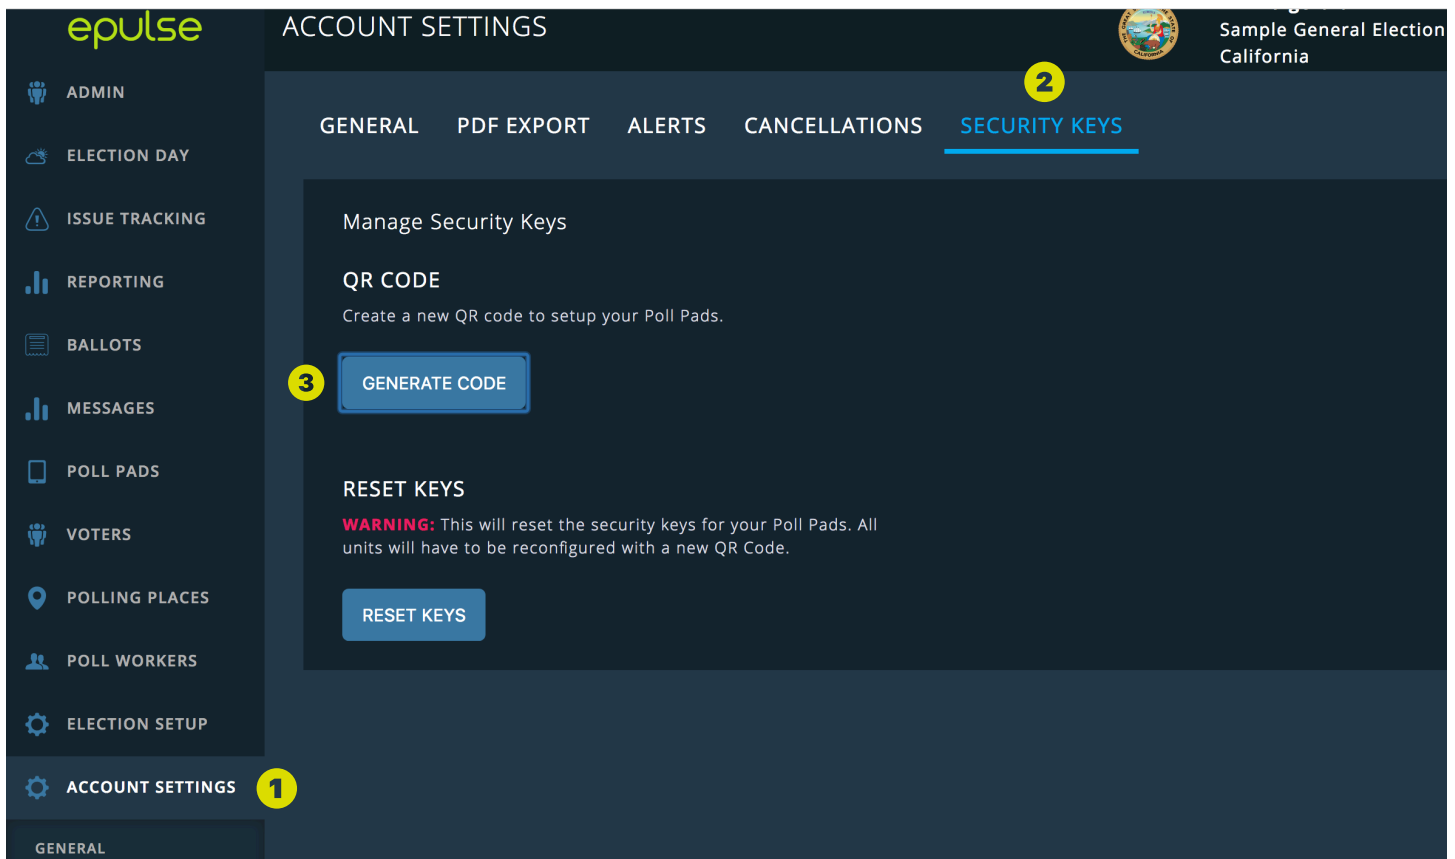 epulse
ACCOUNT SETTINGS
Sample General Election
California
ADMIN
ELECTION DAY
ISSUE TRACKING
REPORTING
BALLOTS
MESSAGES
POLL PADS
VOTERS
POLLING PLACES
POLL WORKERS
ELECTION SETUP
ACCOUNT SETTINGS
1
GENERAL
2
GENERAL PDF EXPORT ALERTS CANCELLATIONS SECURITY KEYS
Manage Security Keys
QR CODE
Create a new QR code to setup your Poll Pads.
3
GENERATE CODE
RESET KEYS
WARNING: This will reset the security keys for your Poll Pads. All
units will have to be reconfigured with a new QR Code.
RESET KEYS